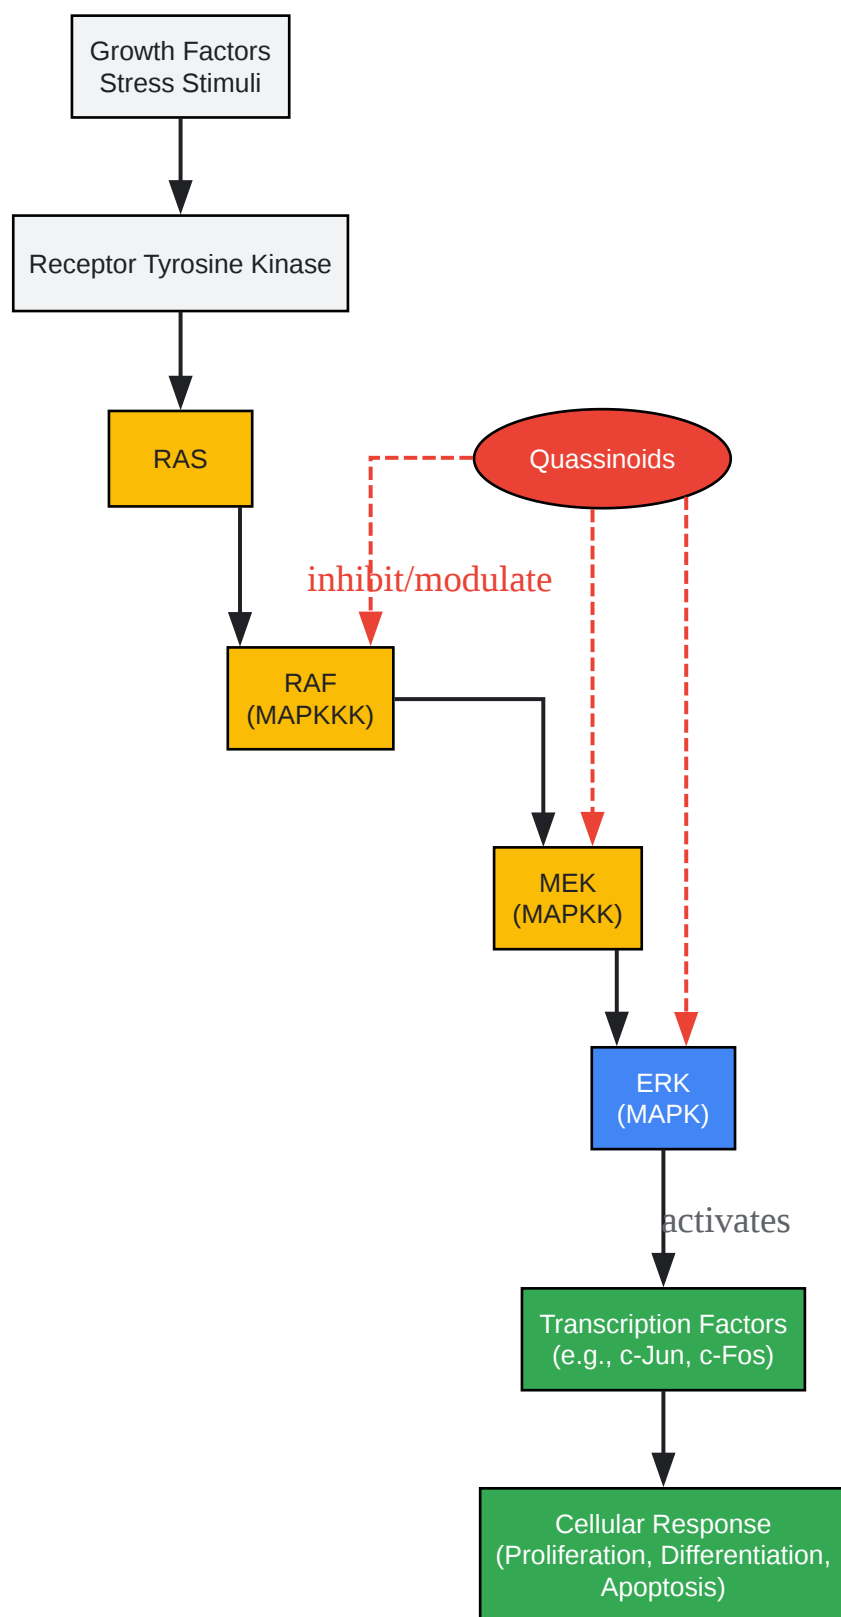 Growth Factors
Stress Stimuli
Receptor Tyrosine Kinase
RAS
Quassinoids
inhibit/modulate
RAF
(MAPKKK)
MEK
(MAPKK)
ERK
(MAPK)
activates
Transcription Factors
(e.g., c-Jun, c-Fos)
Cellular Response
(Proliferation, Differentiation,
Apoptosis)